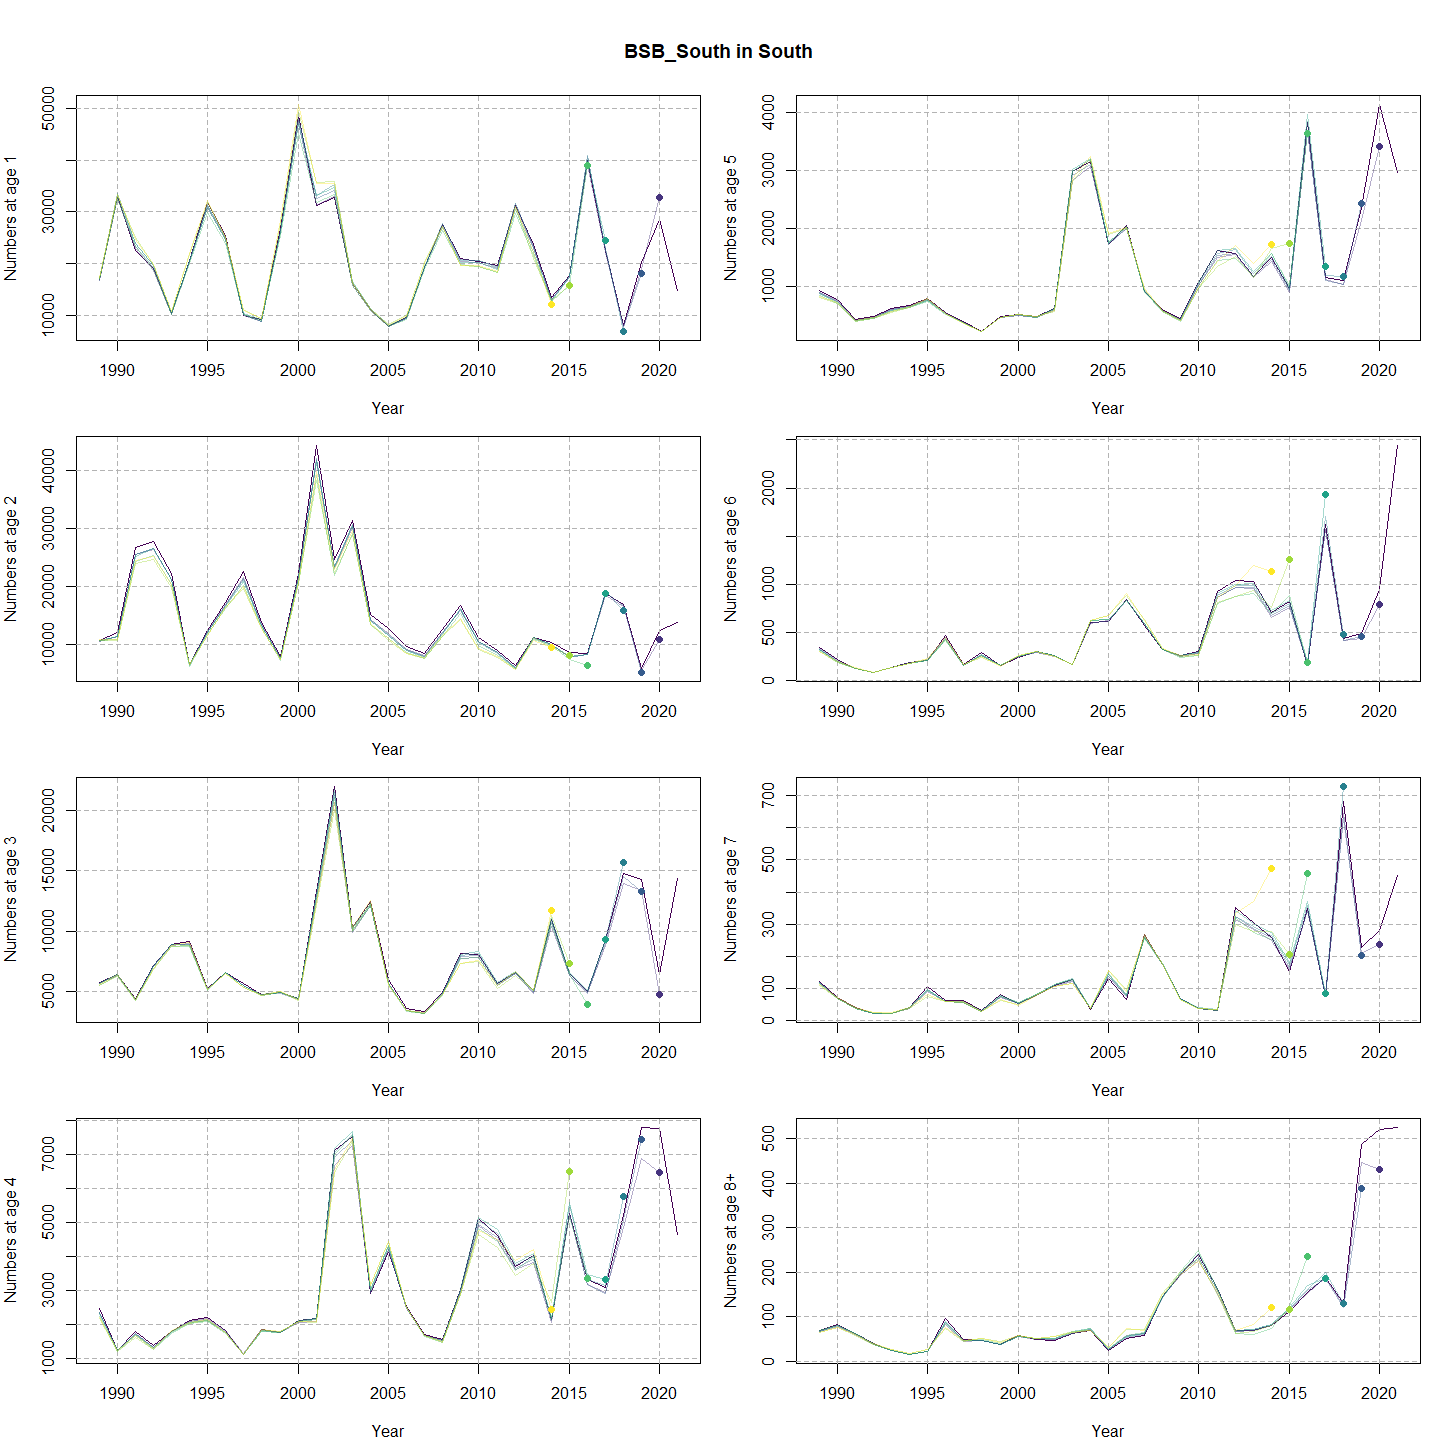 BSB_South in South
Numbers at age 1
10000 30000 50000
1990 1995 2000 2005 2010 2015 2020
Year
Numbers at age 5
1000 2000 3000 4000
1990 1995 2000 2005 2010 2015 2020
Year
Numbers at age 2
10000 20000 30000 40000
1990 1995 2000 2005 2010 2015 2020
Year
Numbers at age 6
0 500 1000 2000
1990 1995 2000 2005 2010 2015 2020
Year
Numbers at age 3
5000 10000 15000 20000
1990 1995 2000 2005 2010 2015 2020
Year
Numbers at age 7
0 100 300 500 700
1990 1995 2000 2005 2010 2015 2020
Year
Numbers at age 4
1000 3000 5000 7000
1990 1995 2000 2005 2010 2015 2020
Year
Numbers at age 8+
0 100 200 300 400 500
1990 1995 2000 2005 2010 2015 2020
Year